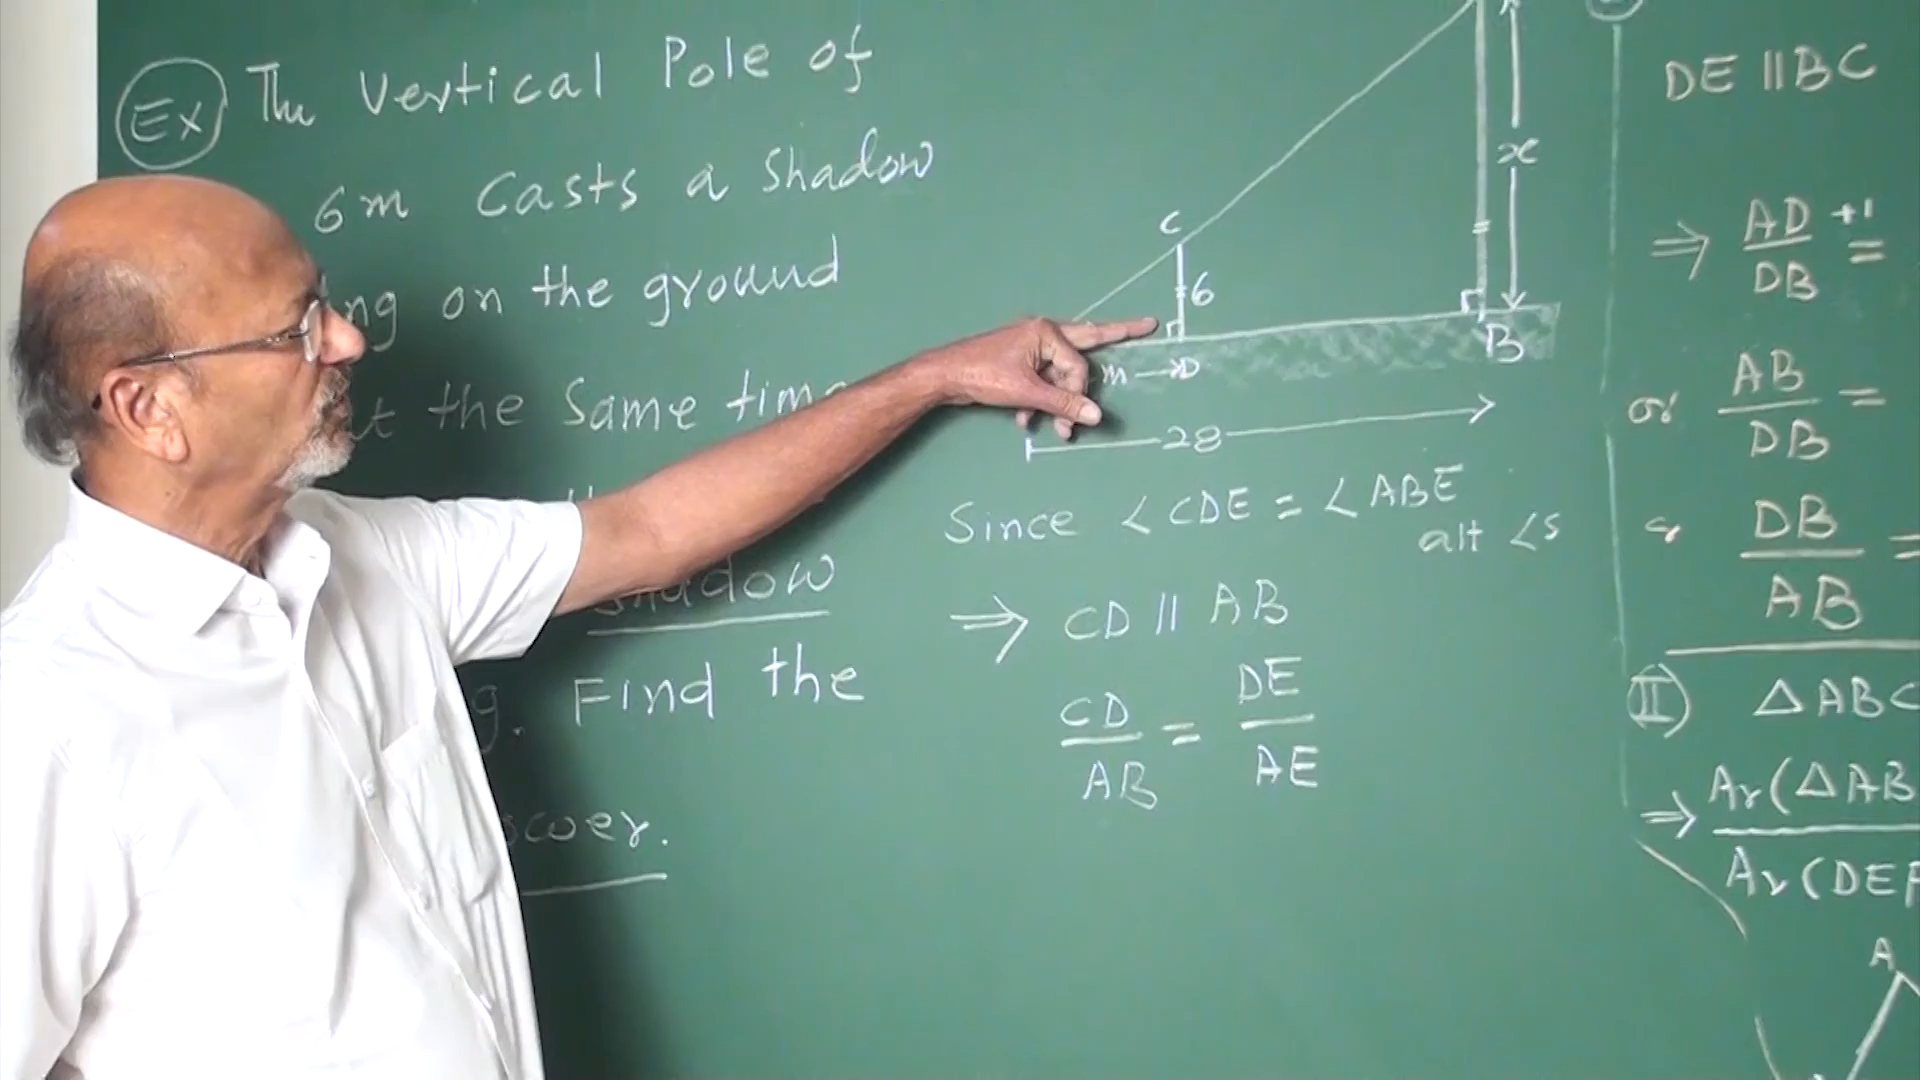 Ex The Vertical Pole of
6m Casts a Shadow
on the ground
the Same
shadow
Find the
C
6
D
m
x
B
28
Since ∠CDE = ∠ABE
alt ∠s
⇒ CD || AB
CD/AB = DE/AE
DE || BC
⇒ AD/DB +1 =
or AB/DB =
DB/AB =
II) △ABC
⇒ Ar(△AB
Ar(DEF
A